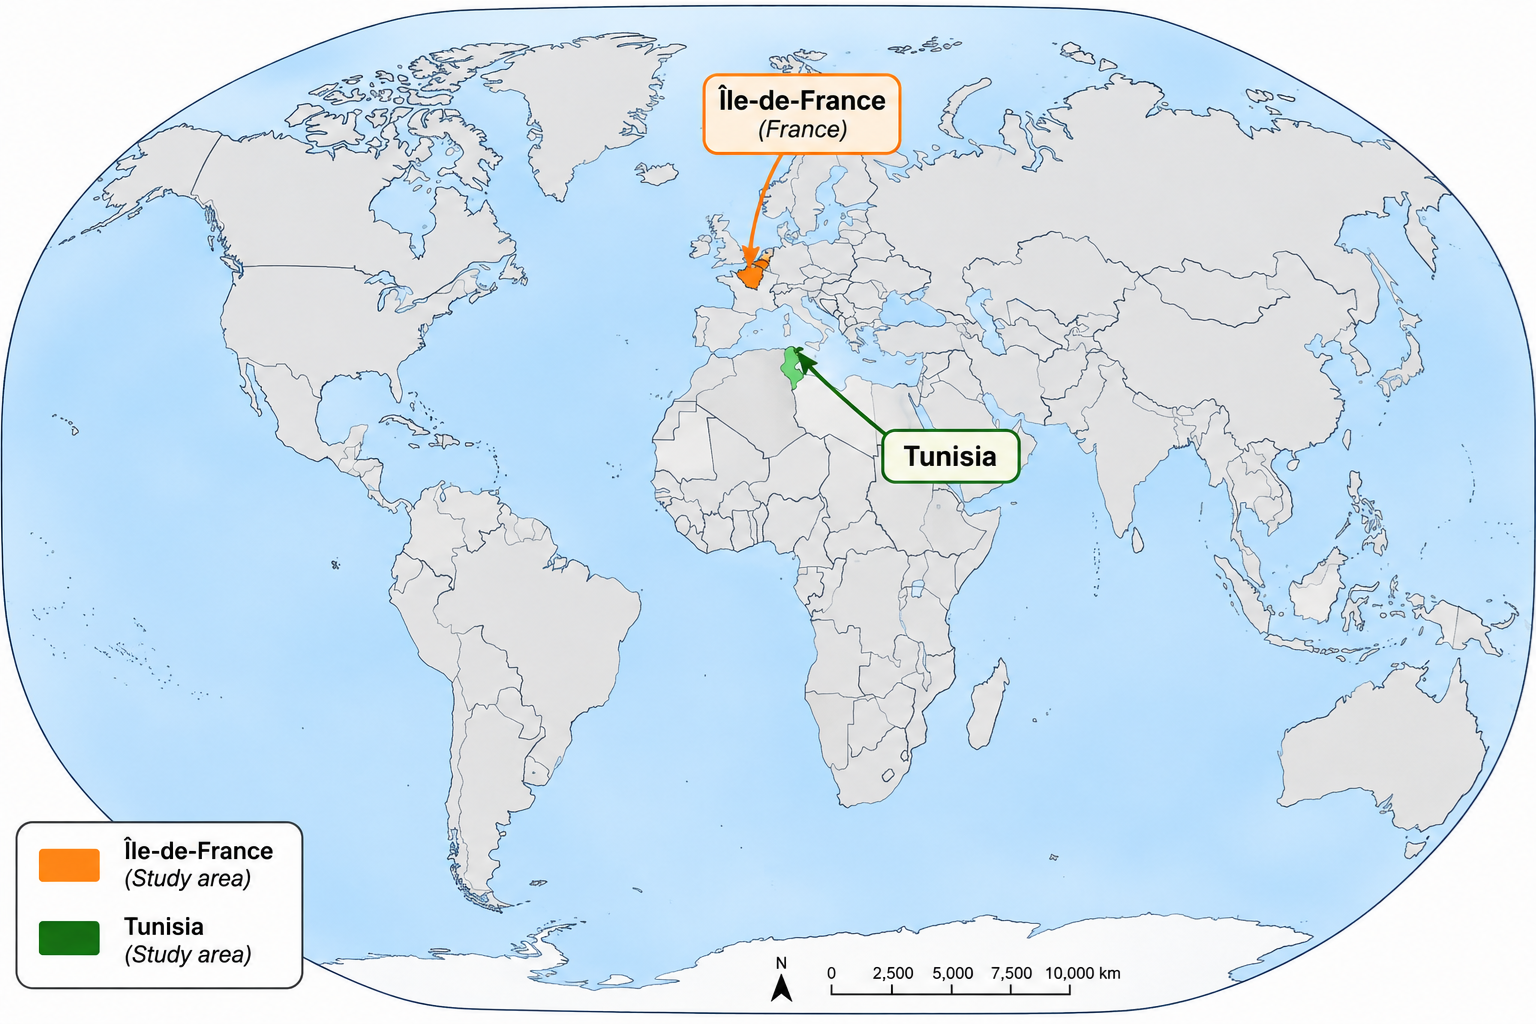 Île-de-France
(France)
Tunisia
Île-de-France
(Study area)
Tunisia
(Study area)
N
0 2,500 5,000 7,500 10,000 km